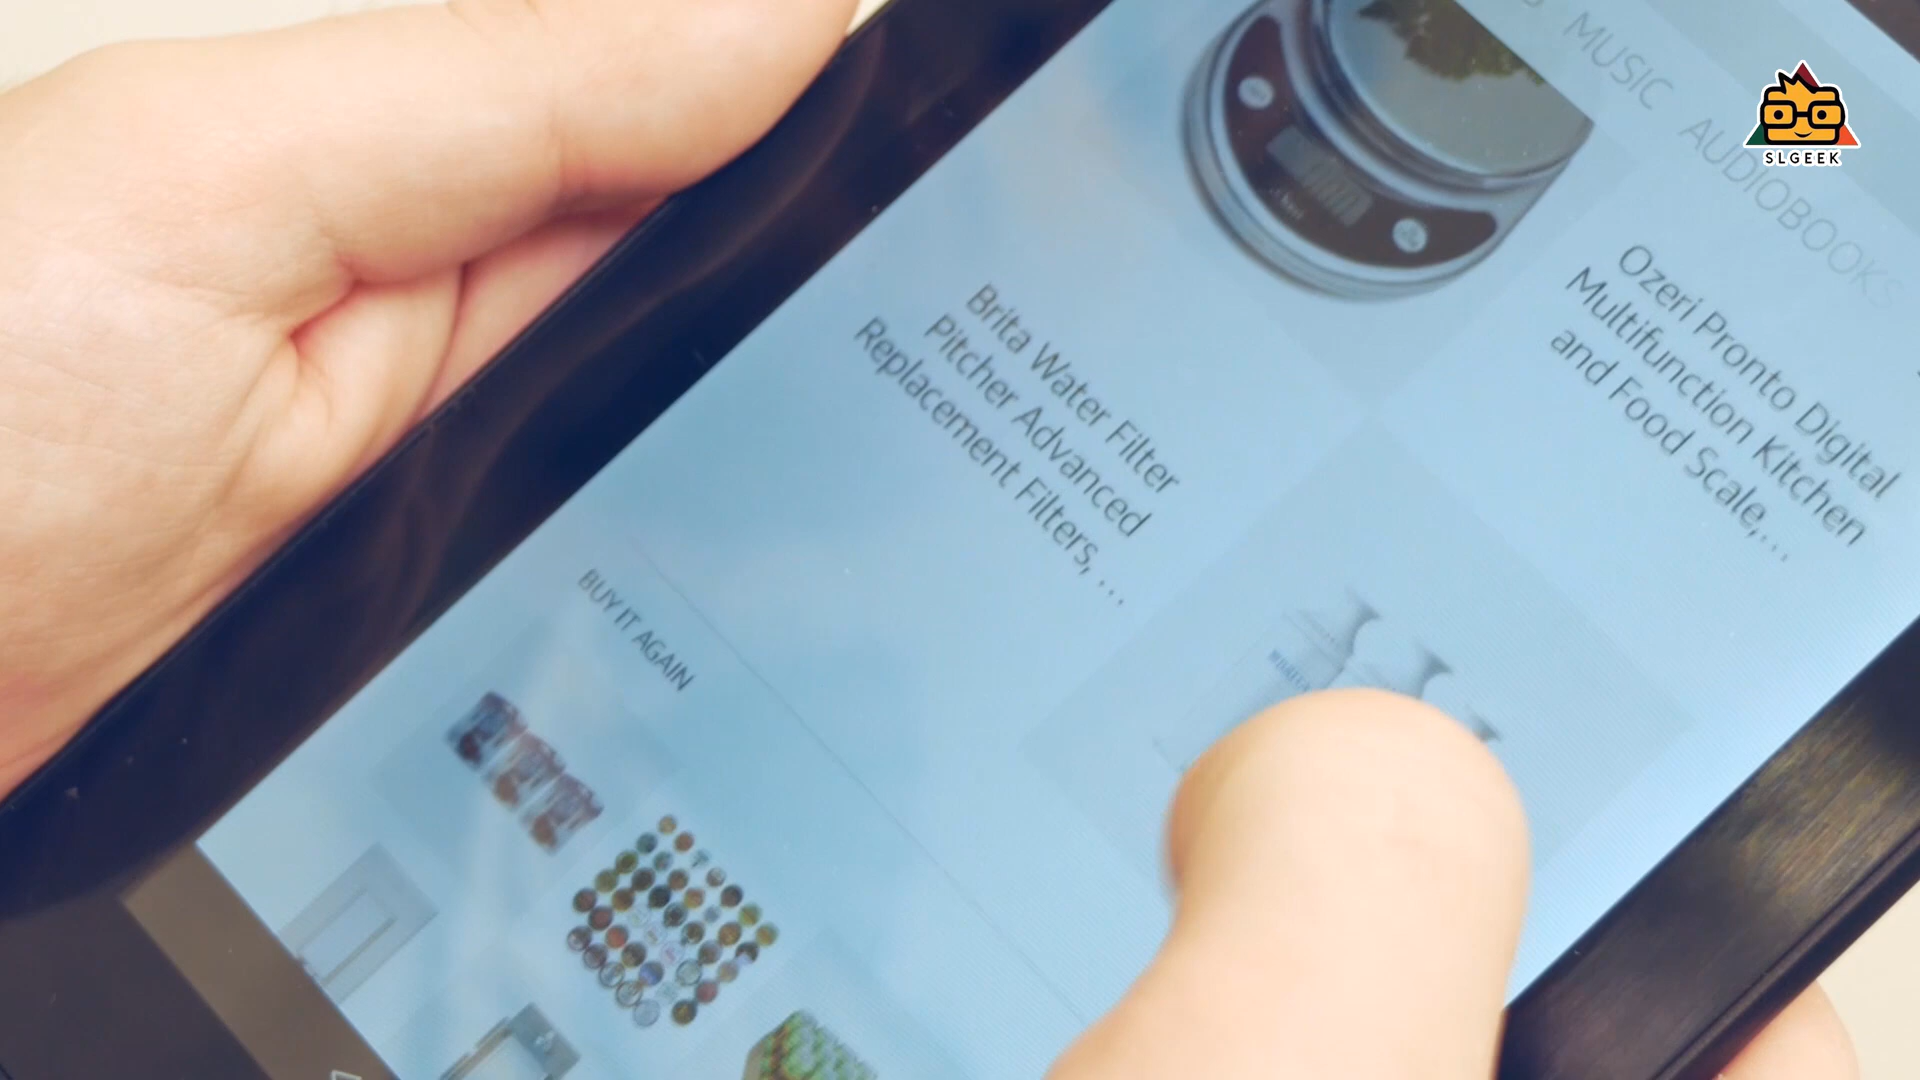 MUSIC
AUDIOBOOKS
SLGEEK
Ozeri Pronto Digital
Multifunction Kitchen
and Food Scale,...
Brita Water Filter
Pitcher Advanced
Replacement Filters, ...
BUY IT AGAIN